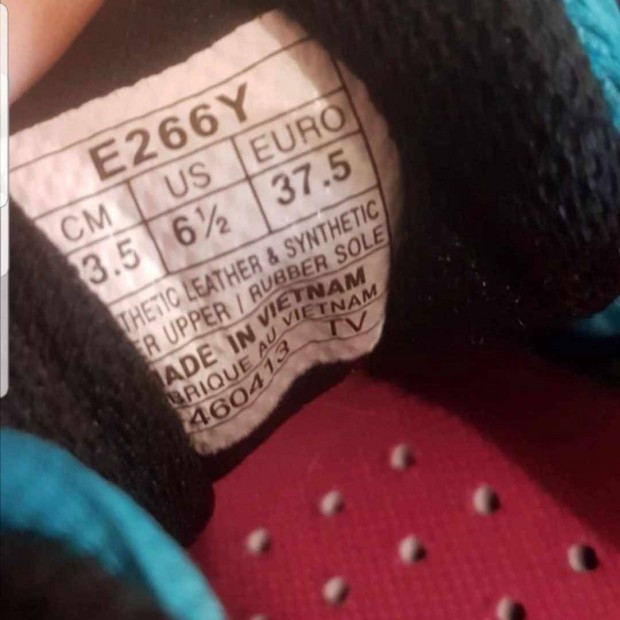 E266Y
CM US EURO
3.5 6½ 37.5
THETIC LEATHER & SYNTHETIC
ER UPPER / RUBBER SOLE
ADE IN VIETNAM
BRIQUE AU VIETNAM
460413 TV